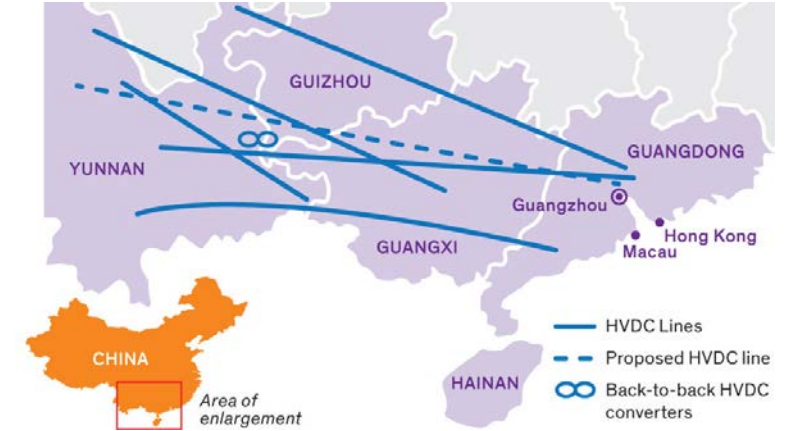 GUIZHOU
GUANGDONG
YUNNAN
Guangzhou
Hong Kong
Macau
GUANGXI
HVDC Lines
Proposed HVDC line
Back-to-back HVDC
converters
HAINAN
CHINA
Area of
enlargement